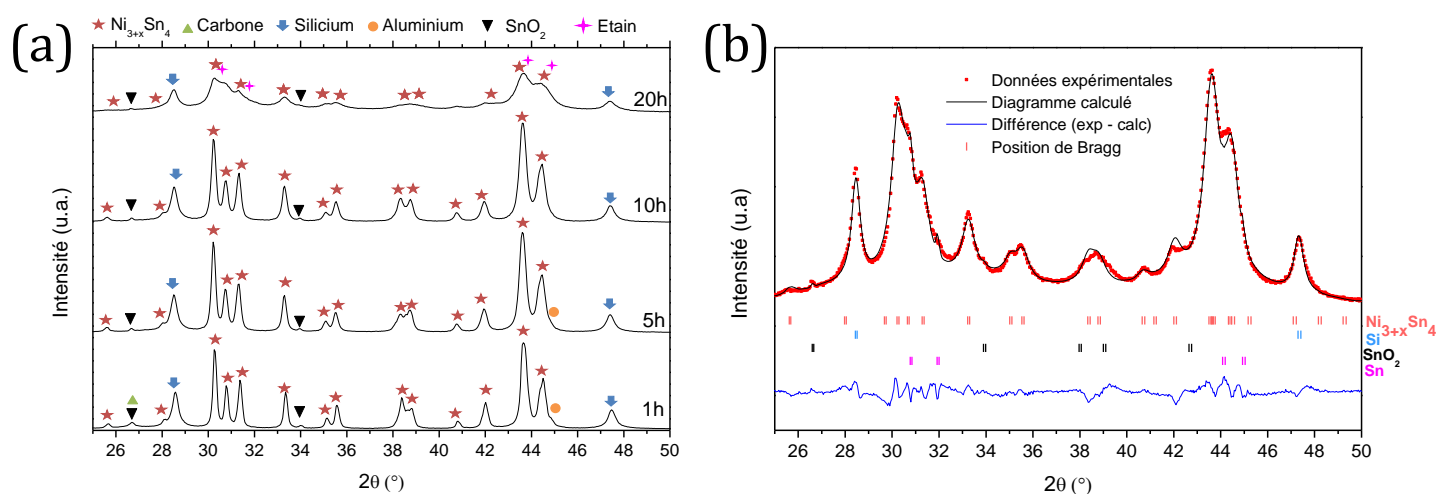 (a)
Ni3+xSn4 Carbone Silicium Aluminium SnO2 Etain
20h
10h
5h
1h
Intensité (u.a.)
26 28 30 32 34 36 38 40 42 44 46 48 50
2θ (°)
(b)
Données expérimentales
Diagramme calculé
Différence (exp - calc)
Position de Bragg
Ni3+xSn4
Si
SnO2
Sn
Intensité (u.a)
26 28 30 32 34 36 38 40 42 44 46 48 50
2θ (°)